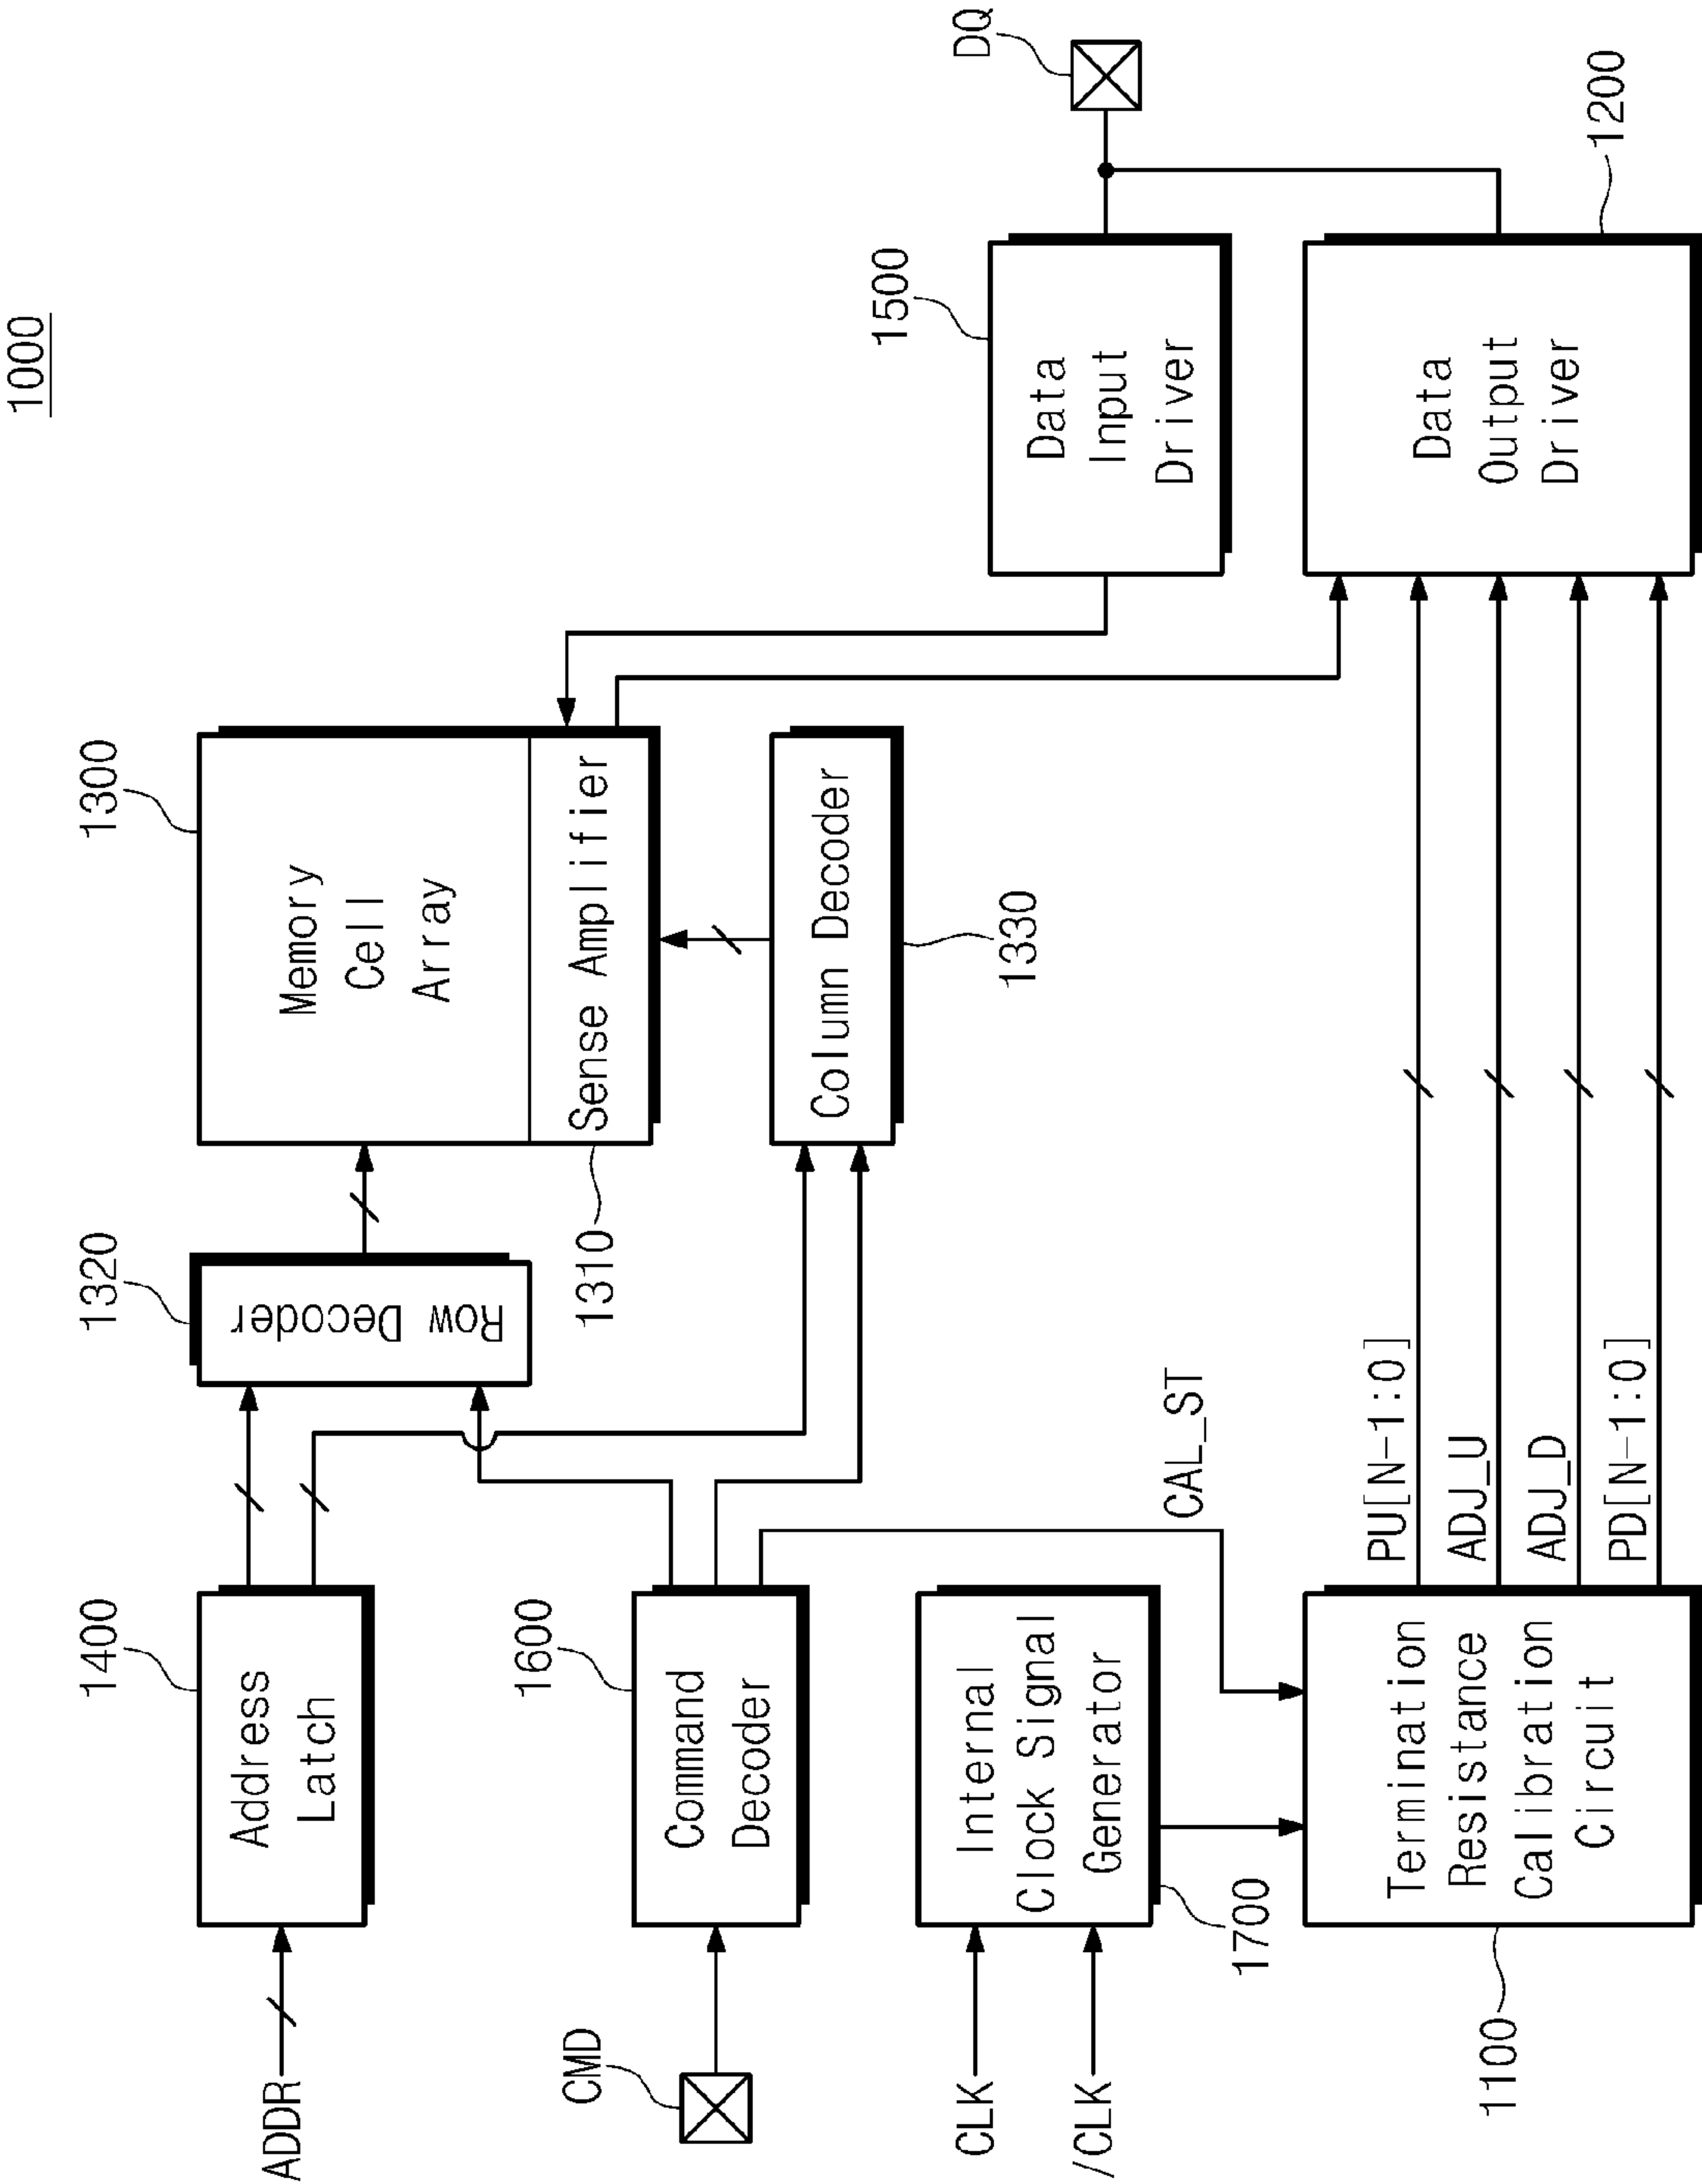 1000
1400
Address
Latch
ADDR
1320
Row Decoder
1300
Memory
Cell
Array
Sense Amplifier
1310
Column Decoder
1330
CMD
1600
Command
Decoder
CAL_ST
CLK
/CLK
Internal
Clock Signal
Generator
1700
1100
Termination
Resistance
Calibration
Circuit
PU[N-1:0]
ADJ_U
ADJ_D
PD[N-1:0]
1500
Data
Input
Driver
DQ
Data
Output
Driver
1200